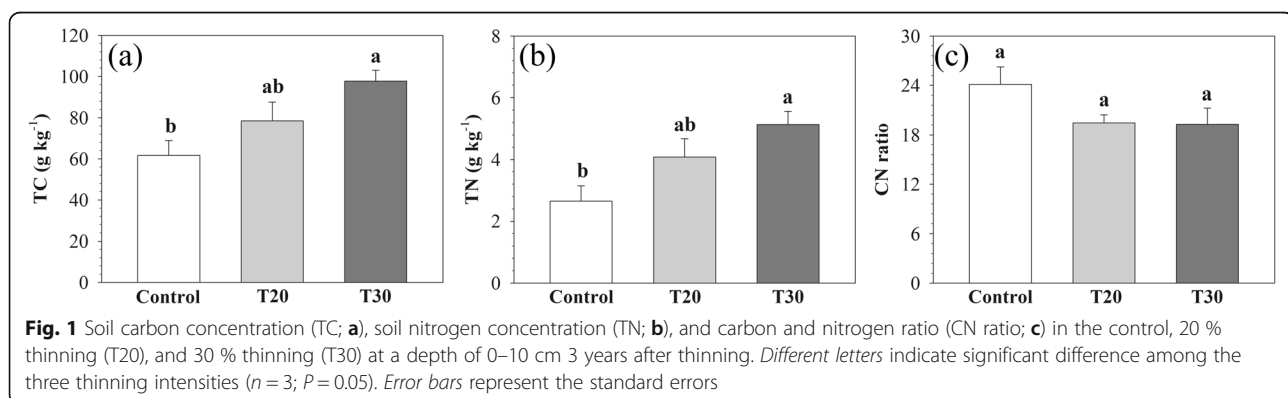 (a)
120
100
80
60
40
20
0
TC (g kg⁻¹)
b
ab
a
Control T20 T30
(b)
8
6
4
2
0
TN (g kg⁻¹)
b
ab
a
Control T20 T30
(c)
30
24
18
12
6
0
CN ratio
a
a
a
Control T20 T30
Fig. 1 Soil carbon concentration (TC; a), soil nitrogen concentration (TN; b), and carbon and nitrogen ratio (CN ratio; c) in the control, 20 %
thinning (T20), and 30 % thinning (T30) at a depth of 0–10 cm 3 years after thinning. Different letters indicate significant difference among the
three thinning intensities (n = 3; P = 0.05). Error bars represent the standard errors